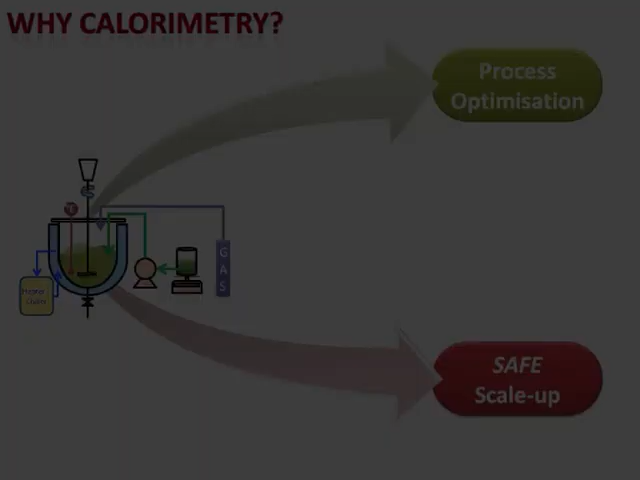 WHY CALORIMETRY?
Process
Optimisation
GAS
SAFE
Scale-up